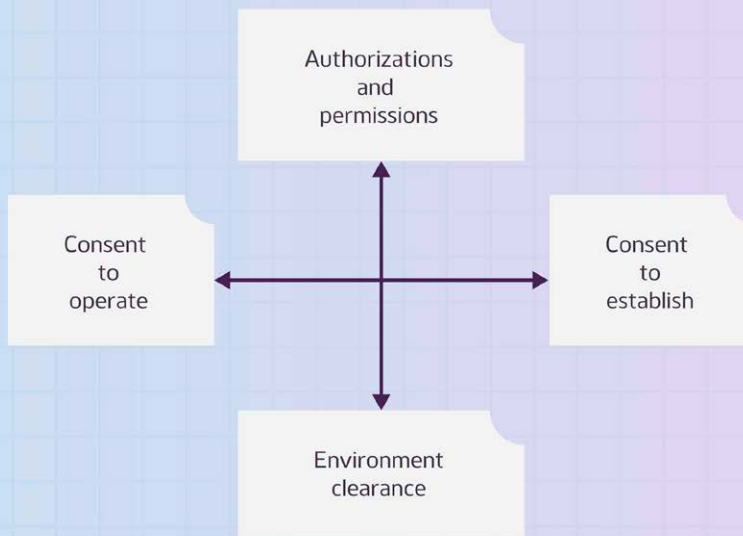 Authorizations
and
permissions
Consent
to
operate
Consent
to
establish
Environment
clearance